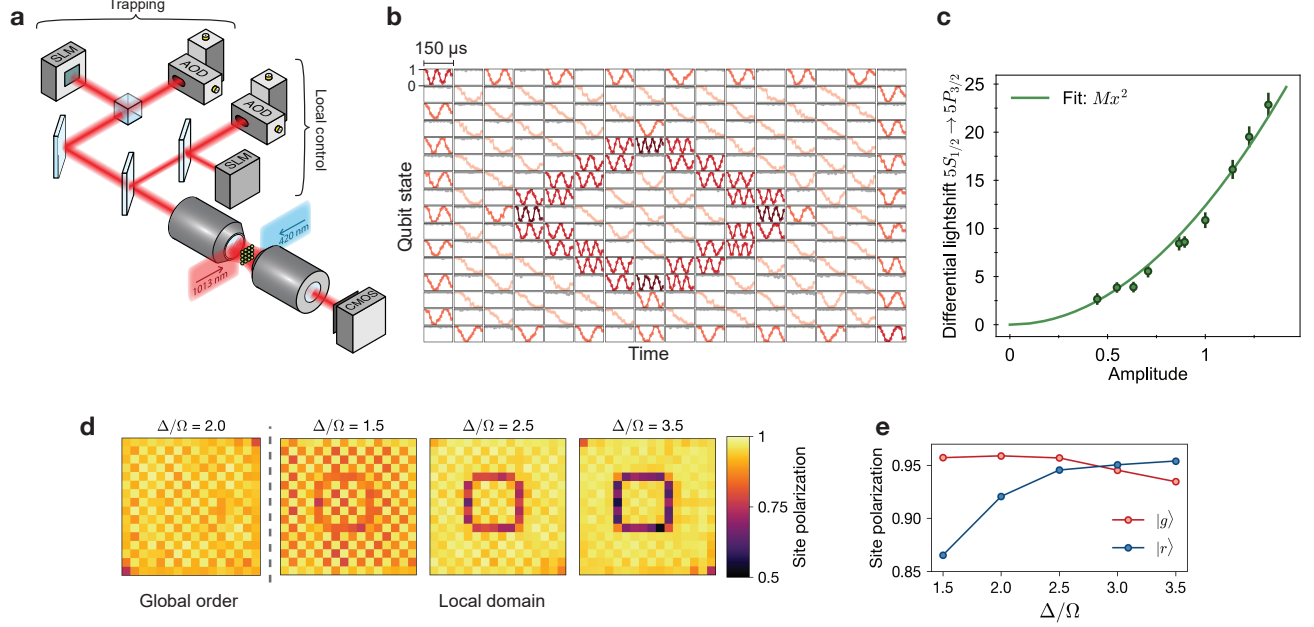 a
Trapping
SLM
AOD
AOD
SLM
Local control
420 nm
1013 nm
CMOS
b
150 µs
1
0
Qubit state
Time
c
Differential lightshift 5S1/2 → 5P3/2
25
20
15
10
5
0
Fit: Mx²
0
0.5
1
Amplitude
d
Δ/Ω = 2.0
Δ/Ω = 1.5
Δ/Ω = 2.5
Δ/Ω = 3.5
1
0.75
0.5
Site polarization
Global order
Local domain
e
Site polarization
0.95
0.90
0.85
|g⟩
|r⟩
1.5
2.0
2.5
3.0
3.5
Δ/Ω